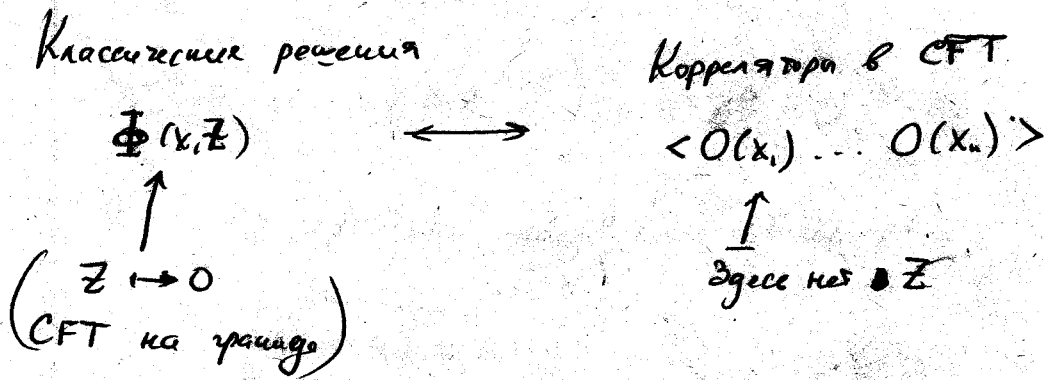 Классические решения
Корреляторы в CFT
Ф(x,z) ⟷ <O(x₁) ... O(xₙ)>
z ↦ 0
Здесь нет z
(CFT на границе)